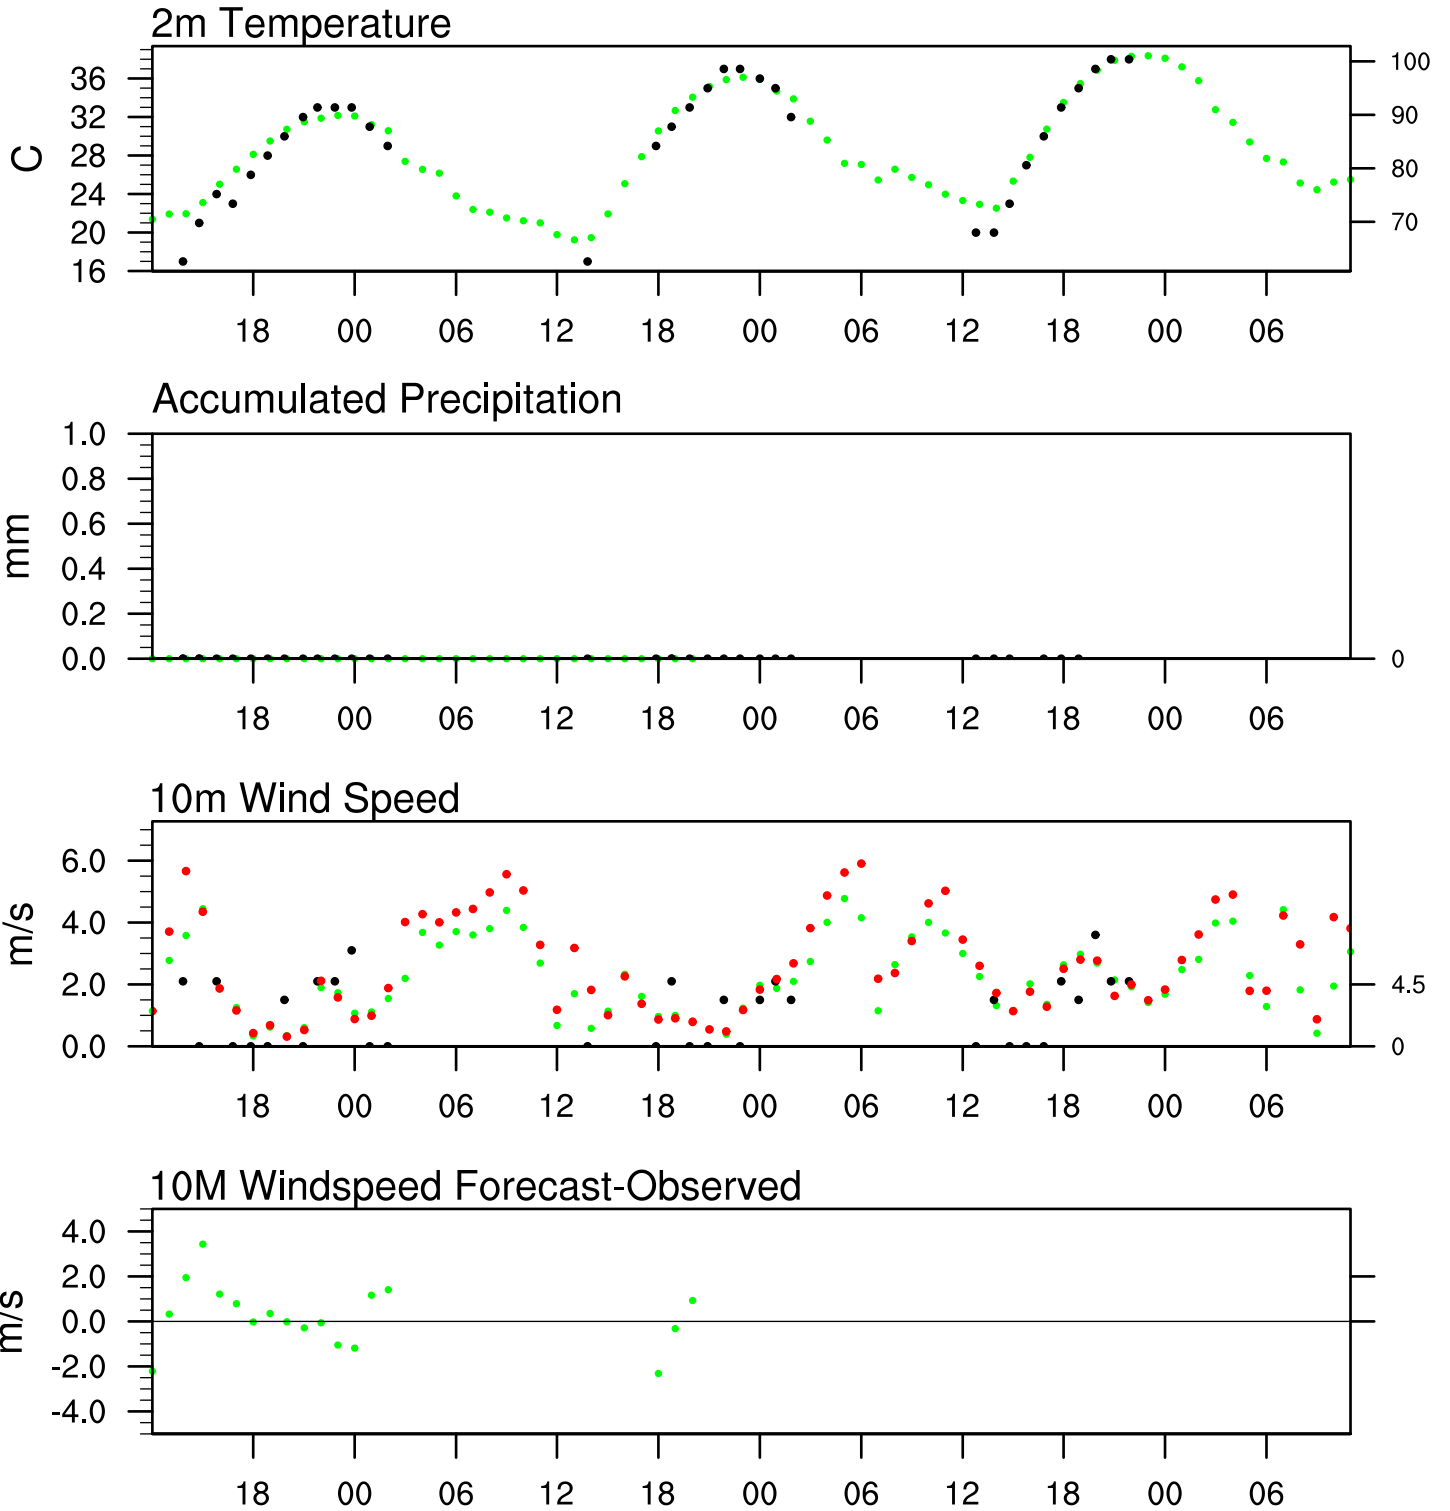 2m Temperature
36
32
28
24
20
16
C
100
90
80
70
18 00 06 12 18 00 06 12 18 00 06
Accumulated Precipitation
1.0
0.8
0.6
0.4
0.2
0.0
mm
0
18 00 06 12 18 00 06 12 18 00 06
10m Wind Speed
6.0
4.0
2.0
0.0
m/s
4.5
0
18 00 06 12 18 00 06 12 18 00 06
10M Windspeed Forecast-Observed
4.0
2.0
0.0
-2.0
-4.0
m/s
18 00 06 12 18 00 06 12 18 00 06